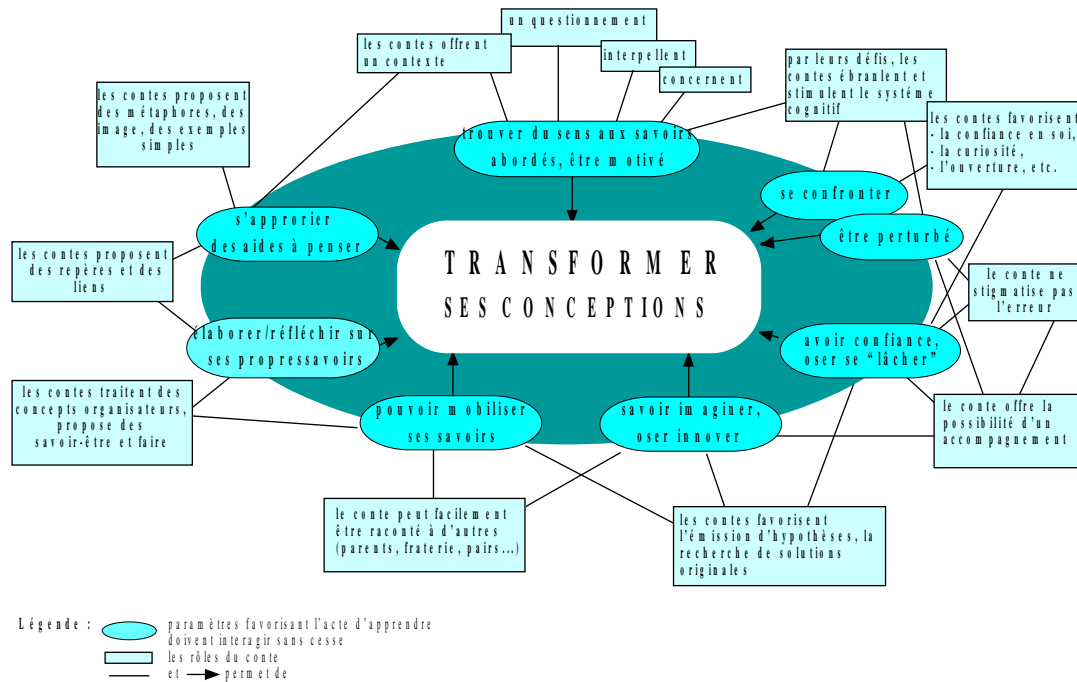 un questionnement
les contes offrent
un contexte
interpellent
concernent
par leurs défis, les
contes ébranlent et
stimulent le systéme
cognitif
les contes proposent
des métaphores, des
image, des exemples
simples
les contes favorisent
- la confiance en soi,
- la curiosité,
- l'ouverture, etc.
trouver du sens aux savoirs
abordés, être motivé
se confronter
s'approrier
des aides à penser
être perturbé
TRANSFORMER
SES CONCEPTIONS
les contes proposent
des repères et des
liens
le conte ne
stigmatise pas
l'erreur
élaborer/réfléchir sur
ses propressavoirs
avoir confiance,
oser se "lâcher"
les contes traitent des
concepts organisateurs,
propose des
savoir-être et faire
pouvoir mobiliser
ses savoirs
savoir imaginer,
oser innover
le conte offre la
possibilité d'un
accompagnement
le conte peut facilement
être raconté à d'autres
(parents, fraterie, pairs...)
les contes favorisent
l'émission d'hypothèses, la
recherche de solutions
originales
Légende :
paramètres favorisant l'acte d'apprendre
doivent interagir sans cesse
les rôles du conte
et permet de